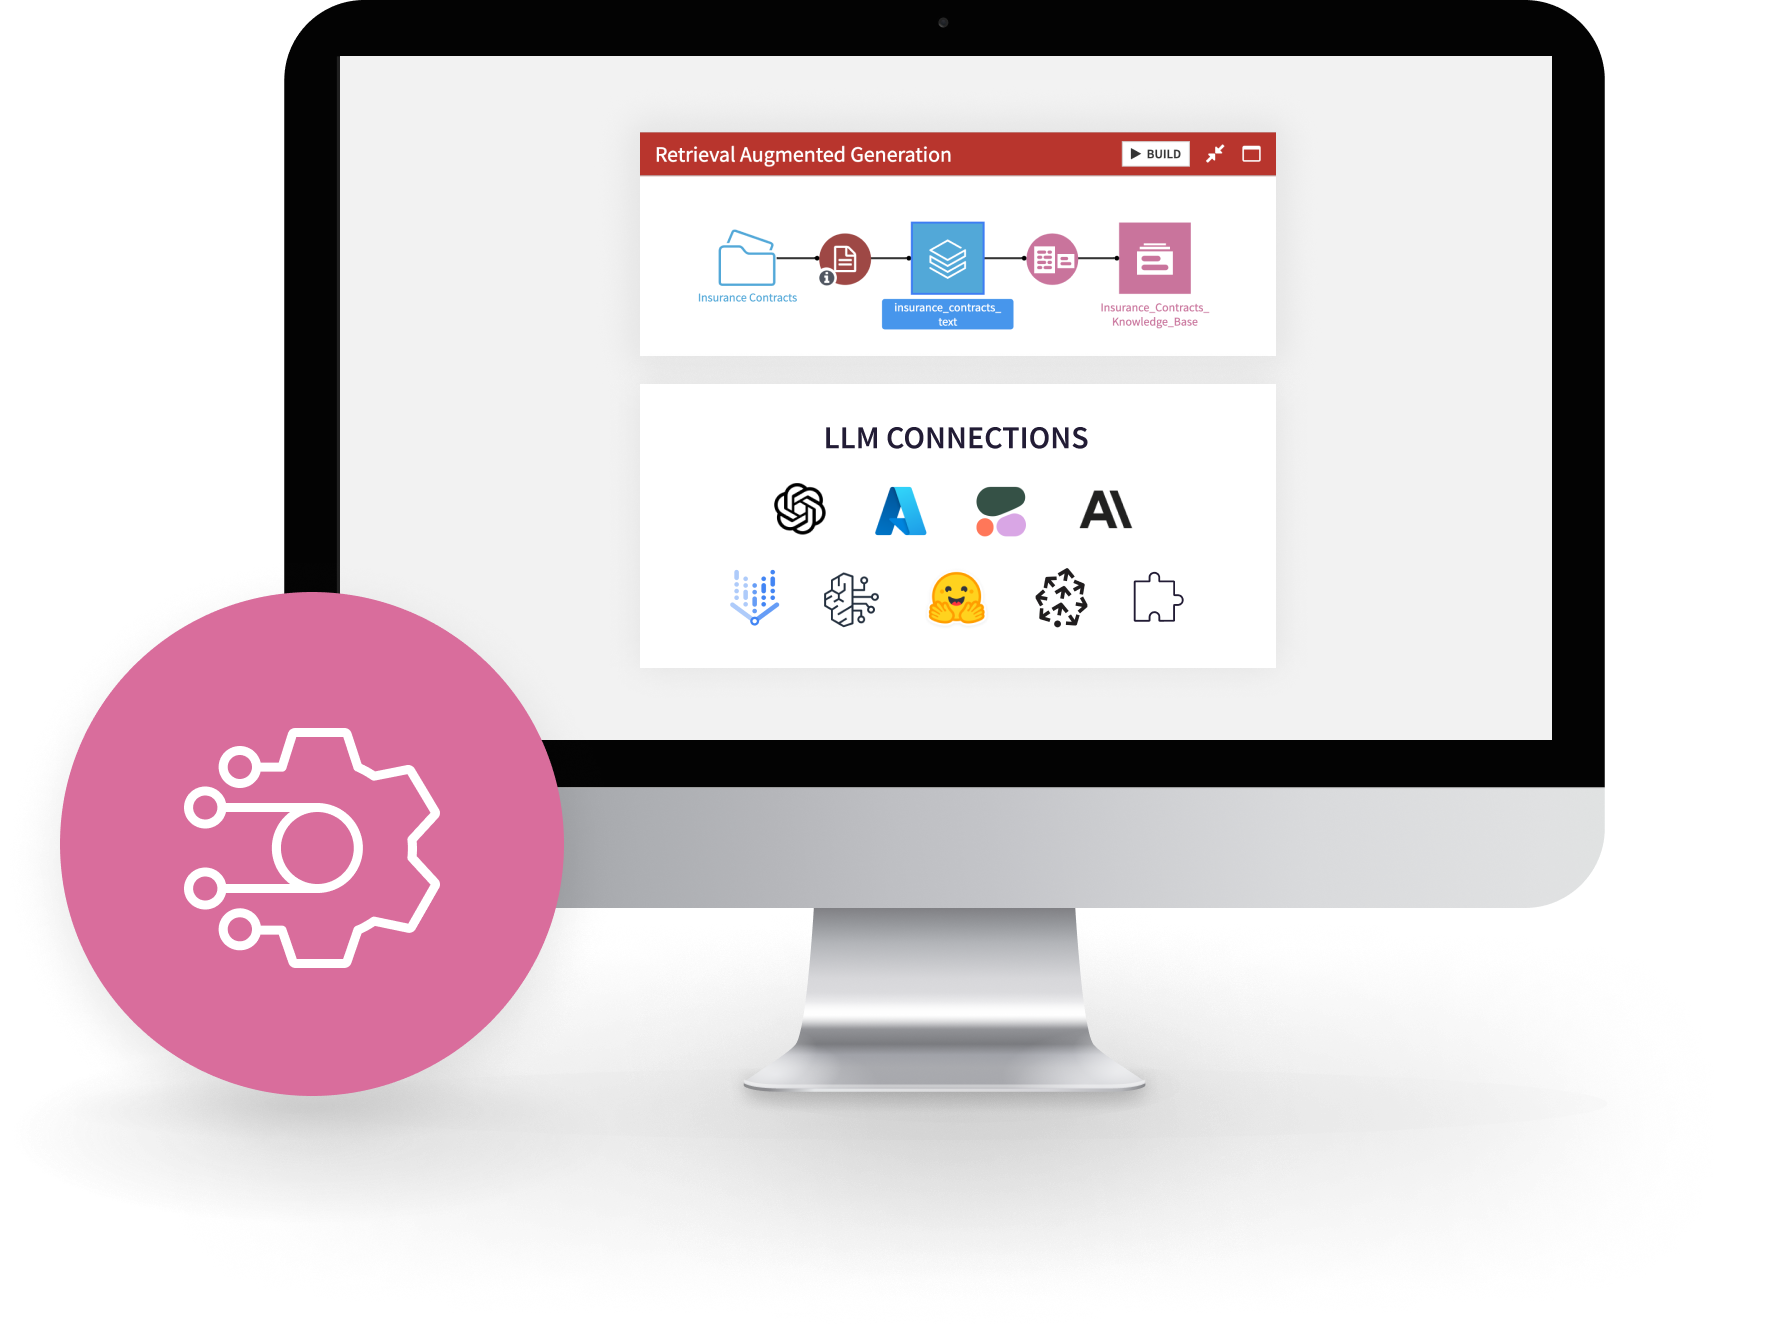 Retrieval Augmented Generation
BUILD
Insurance Contracts
insurance_contracts_
text
Insurance_Contracts_
Knowledge_Base
LLM CONNECTIONS